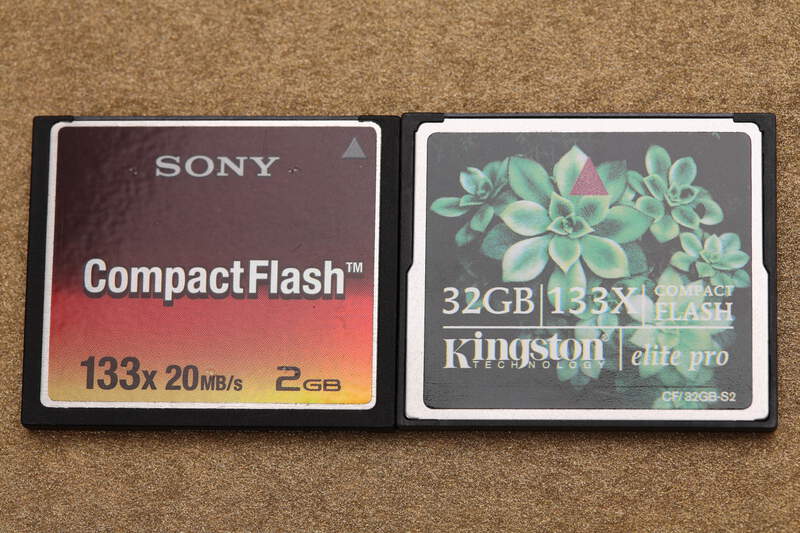 SONY
CompactFlash™
133x 20MB/s 2GB
32GB|133X|COMPACT FLASH
Kingston® | elite pro
TECHNOLOGY
CF/32GB-S2